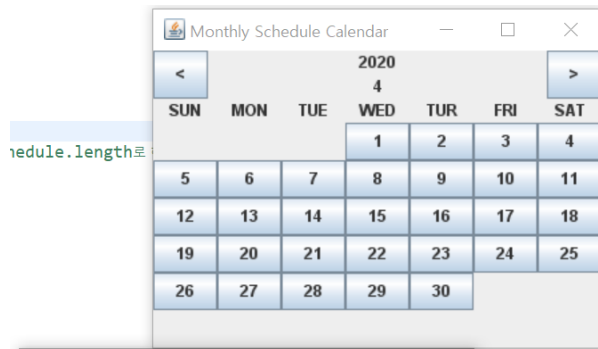 Monthly Schedule Calendar
< 2020 >
4
SUN MON TUE WED TUR FRI SAT
1 2 3 4
hedule.length로
5 6 7 8 9 10 11
12 13 14 15 16 17 18
19 20 21 22 23 24 25
26 27 28 29 30